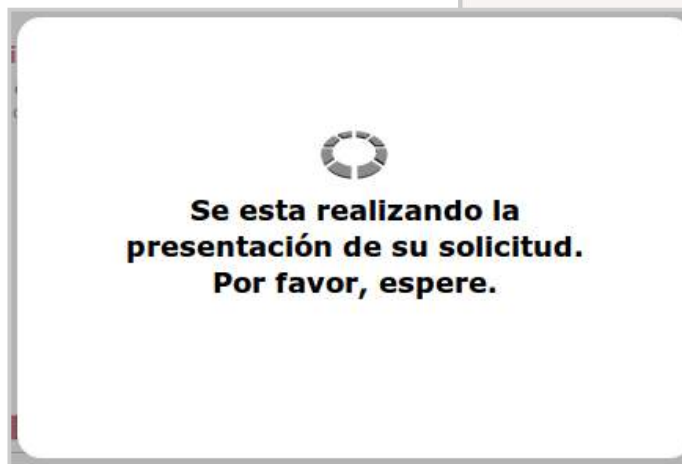 Se esta realizando la
presentación de su solicitud.
Por favor, espere.